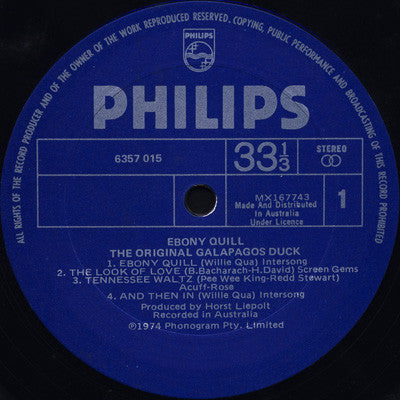 ALL RIGHTS OF THE RECORD PRODUCER AND OF THE OWNER OF THE WORK REPRODUCED RESERVED. COPYING, PUBLIC PERFORMANCE AND BROADCASTING OF THIS RECORD PROHIBITED
PHILIPS
PHILIPS
6357 015
33 1/3
STEREO
MX167743
Made And Distributed
In Australia
Under Licence
1
EBONY QUILL
THE ORIGINAL GALAPAGOS DUCK
1. EBONY QUILL (Willie Qua) Intersong
2. THE LOOK OF LOVE (B.Bacharach-H.David) Screen Gems
3. TENNESSEE WALTZ (Pee Wee King-Redd Stewart)
Acuff-Rose
4. AND THEN IN (Willie Qua) Intersong
Produced by Horst Liepolt
Recorded in Australia
℗1974 Phonogram Pty. Limited